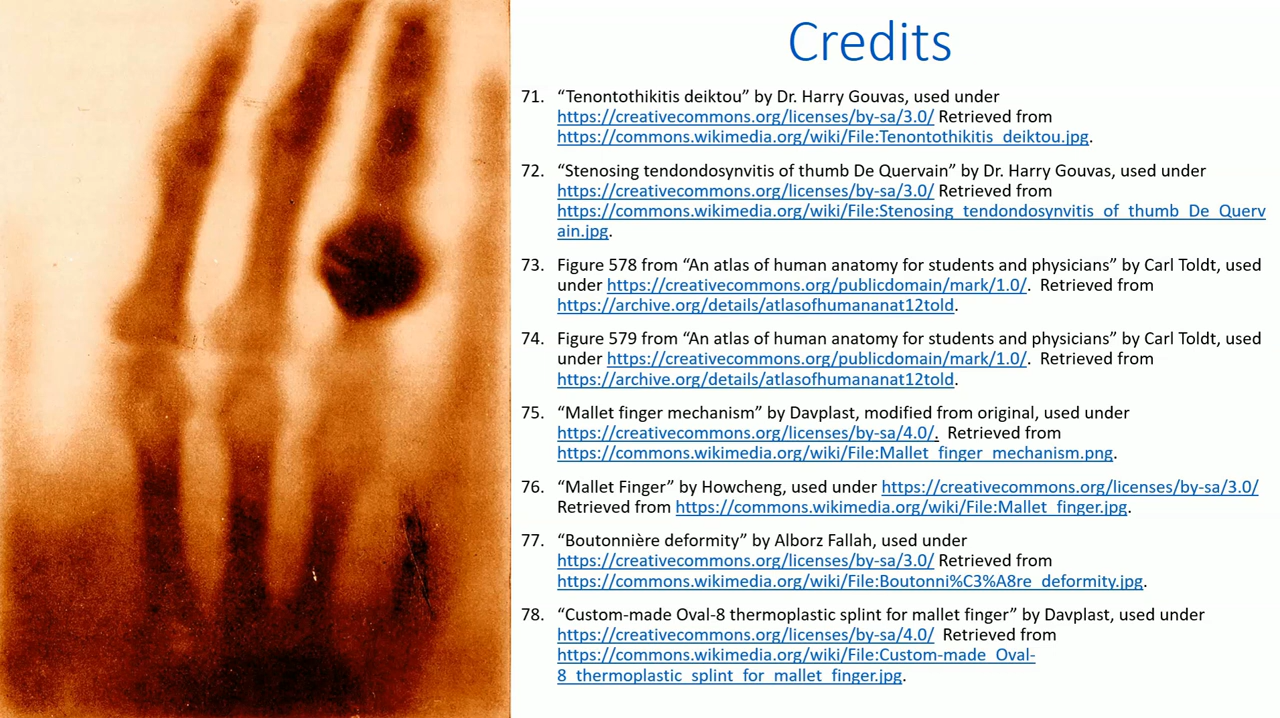 Credits
71. “Tenontothikitis deiktou” by Dr. Harry Gouvas, used under
https://creativecommons.org/licenses/by-sa/3.0/ Retrieved from
https://commons.wikimedia.org/wiki/File:Tenontothikitis_deiktou.jpg.
72. “Stenosing tendondosynvitis of thumb De Quervain” by Dr. Harry Gouvas, used under
https://creativecommons.org/licenses/by-sa/3.0/ Retrieved from
https://commons.wikimedia.org/wiki/File:Stenosing_tendondosynvitis_of_thumb_De_Querv
ain.jpg.
73. Figure 578 from “An atlas of human anatomy for students and physicians” by Carl Toldt, used
under https://creativecommons.org/publicdomain/mark/1.0/. Retrieved from
https://archive.org/details/atlasofhumananat12told.
74. Figure 579 from “An atlas of human anatomy for students and physicians” by Carl Toldt, used
under https://creativecommons.org/publicdomain/mark/1.0/. Retrieved from
https://archive.org/details/atlasofhumananat12told.
75. “Mallet finger mechanism” by Davplast, modified from original, used under
https://creativecommons.org/licenses/by-sa/4.0/. Retrieved from
https://commons.wikimedia.org/wiki/File:Mallet_finger_mechanism.png.
76. “Mallet Finger” by Howcheng, used under https://creativecommons.org/licenses/by-sa/3.0/
Retrieved from https://commons.wikimedia.org/wiki/File:Mallet_finger.jpg.
77. “Boutonnière deformity” by Alborz Fallah, used under
https://creativecommons.org/licenses/by-sa/3.0/ Retrieved from
https://commons.wikimedia.org/wiki/File:Boutonni%C3%A8re_deformity.jpg.
78. “Custom-made Oval-8 thermoplastic splint for mallet finger” by Davplast, used under
https://creativecommons.org/licenses/by-sa/4.0/ Retrieved from
https://commons.wikimedia.org/wiki/File:Custom-made_Oval-
8_thermoplastic_splint_for_mallet_finger.jpg.